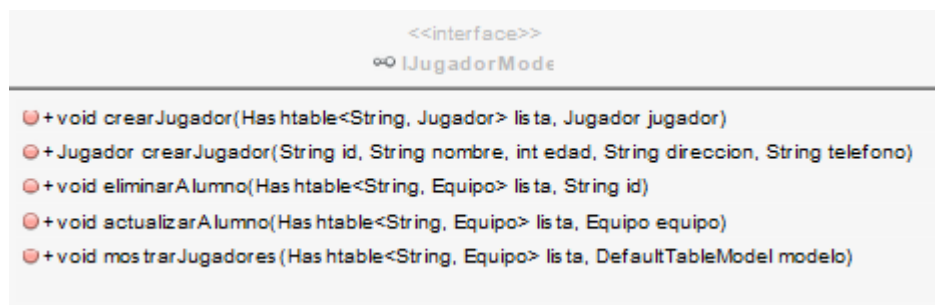 <<interface>>
IJugadorMode
+void crearJugador(Hashtable<String, Jugador> lista, Jugador jugador)
+Jugador crearJugador(String id, String nombre, int edad, String direccion, String telefono)
+void eliminarAlumno(Hashtable<String, Equipo> lista, String id)
+void actualizarAlumno(Hashtable<String, Equipo> lista, Equipo equipo)
+void mostrarJugadores(Hashtable<String, Equipo> lista, DefaultTableModel modelo)